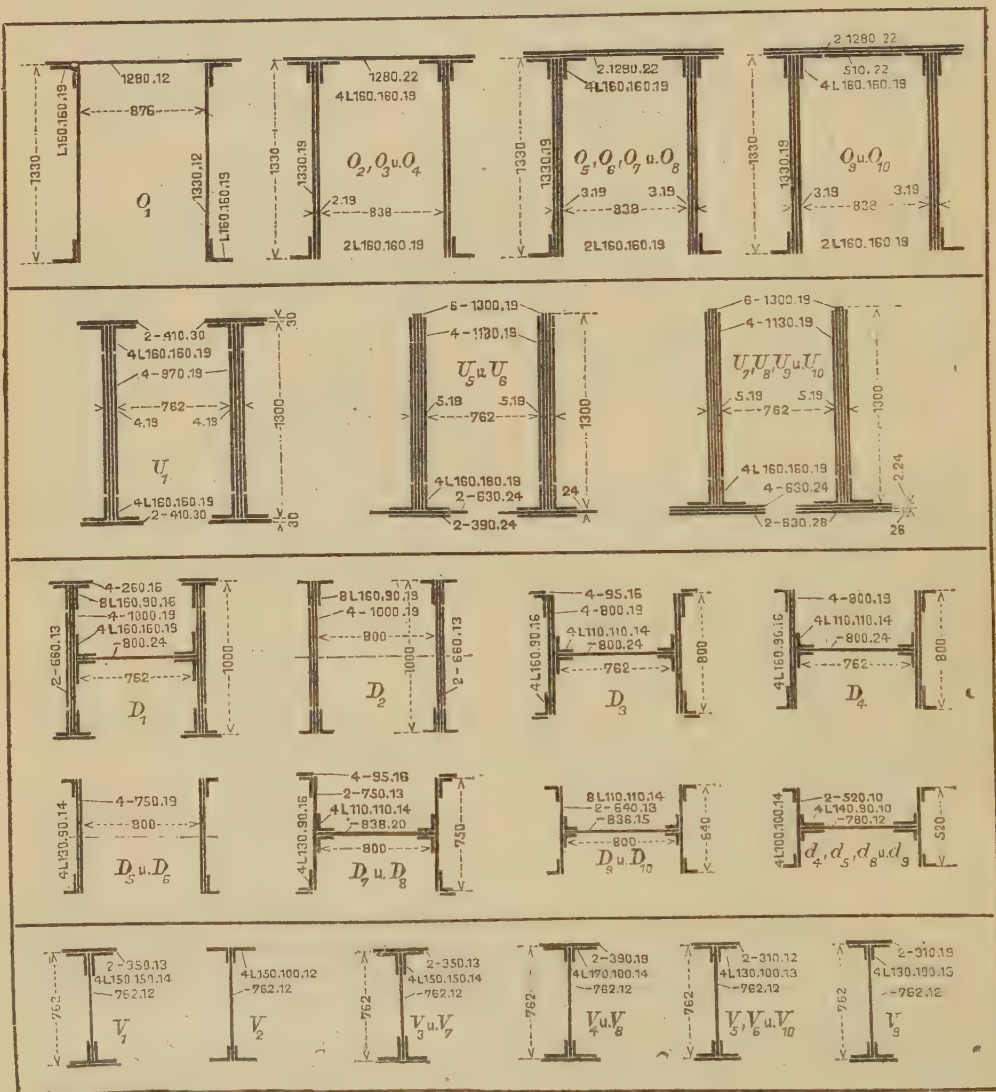 1280.12
L160.160.19
1330
876
1330.12
L160.160.19
O1
1280.22
4L160.160.19
1330
1330.19
O2, O3 u. O4
2.19
838
2L160.160.19
2.1280.22
4L160.160.19
1330
1330.19
O5, O6, O7 u. O8
3.19
3.19
838
2L160.160.19
2.1280.22
510.22
4L160.160.19
1330
1330.19
O9 u. O10
3.19
3.19
838
2L160.160.19
2-410.30
30
4L160.160.19
4-870.19
762
4.19
4.19
1300
U1
4L160.160.19
2-410.30
30
6-1300.19
4-1130.19
U5 u. U6
5.19
5.19
762
1300
4L160.180.19
2-630.24
24
2-390.24
6-1300.19
4-1130.19
U7, U8, U9 u. U10
5.19
5.19
762
1300
4L160.160.19
4-630.24
2.24
2-630.28
28
4-260.16
8L160.90.16
4-1000.19
4L160.160.19
-800.24
2-660.13
762
1000
D1
8L160.90.19
4-1000.19
800
1000
2-660.13
D2
4-95.16
4-800.19
4L110.110.14
-800.24
4L160.90.16
762
800
D3
4-800.19
4L110.110.14
-800.24
4L160.90.16
762
800
D4
4-750.19
4L130.90.14
800
D5 u. D6
4-95.16
2-750.13
4L110.110.14
-838.20
4L130.90.16
800
750
D7 u. D8
8L110.110.14
2-640.13
-838.15
800
640
D9 u. D10
2-520.10
4L140.90.10
-780.12
4L100.100.14
520
d4, d5, d8 u. d9
2-350.13
4L150.150.14
762
-762.12
V1
4L150.100.12
-762.12
V2
2-350.13
4L150.150.14
762
-762.12
V3 u. V7
2-390.19
4L170.100.14
762
-762.12
V4 u. V8
2-310.12
4L130.100.13
762
-762.12
V5, V6 u. V10
2-310.19
4L130.100.13
762
-762.12
V9